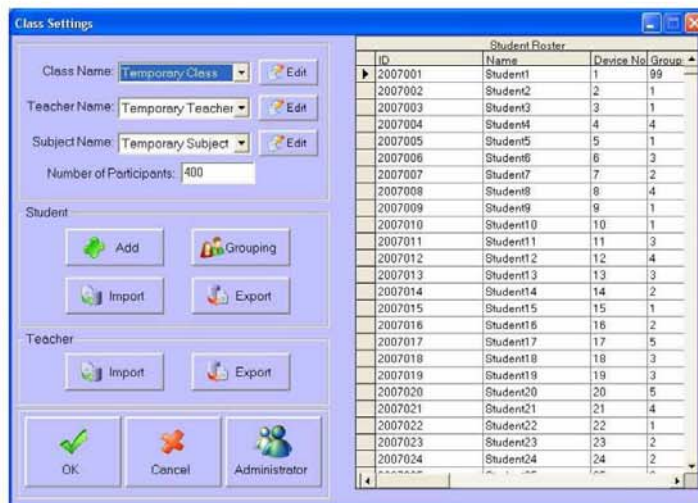 Class Settings
Class Name: Temporary Class Edit
Teacher Name: Temporary Teacher Edit
Subject Name: Temporary Subject Edit
Number of Participants: 400
Student
Add Grouping
Import Export
Teacher
Import Export
OK Cancel Administrator
Student Roster
ID Name Device No Group
2007001 Student1 1 99
2007002 Student2 2 1
2007003 Student3 3 1
2007004 Student4 4 4
2007005 Student5 5 1
2007006 Student6 6 3
2007007 Student7 7 2
2007008 Student8 8 4
2007009 Student9 9 1
2007010 Student10 10 1
2007011 Student11 11 3
2007012 Student12 12 4
2007013 Student13 13 3
2007014 Student14 14 2
2007015 Student15 15 1
2007016 Student16 16 2
2007017 Student17 17 5
2007018 Student18 18 3
2007019 Student19 19 3
2007020 Student20 20 5
2007021 Student21 21 4
2007022 Student22 22 1
2007023 Student23 23 2
2007024 Student24 24 2